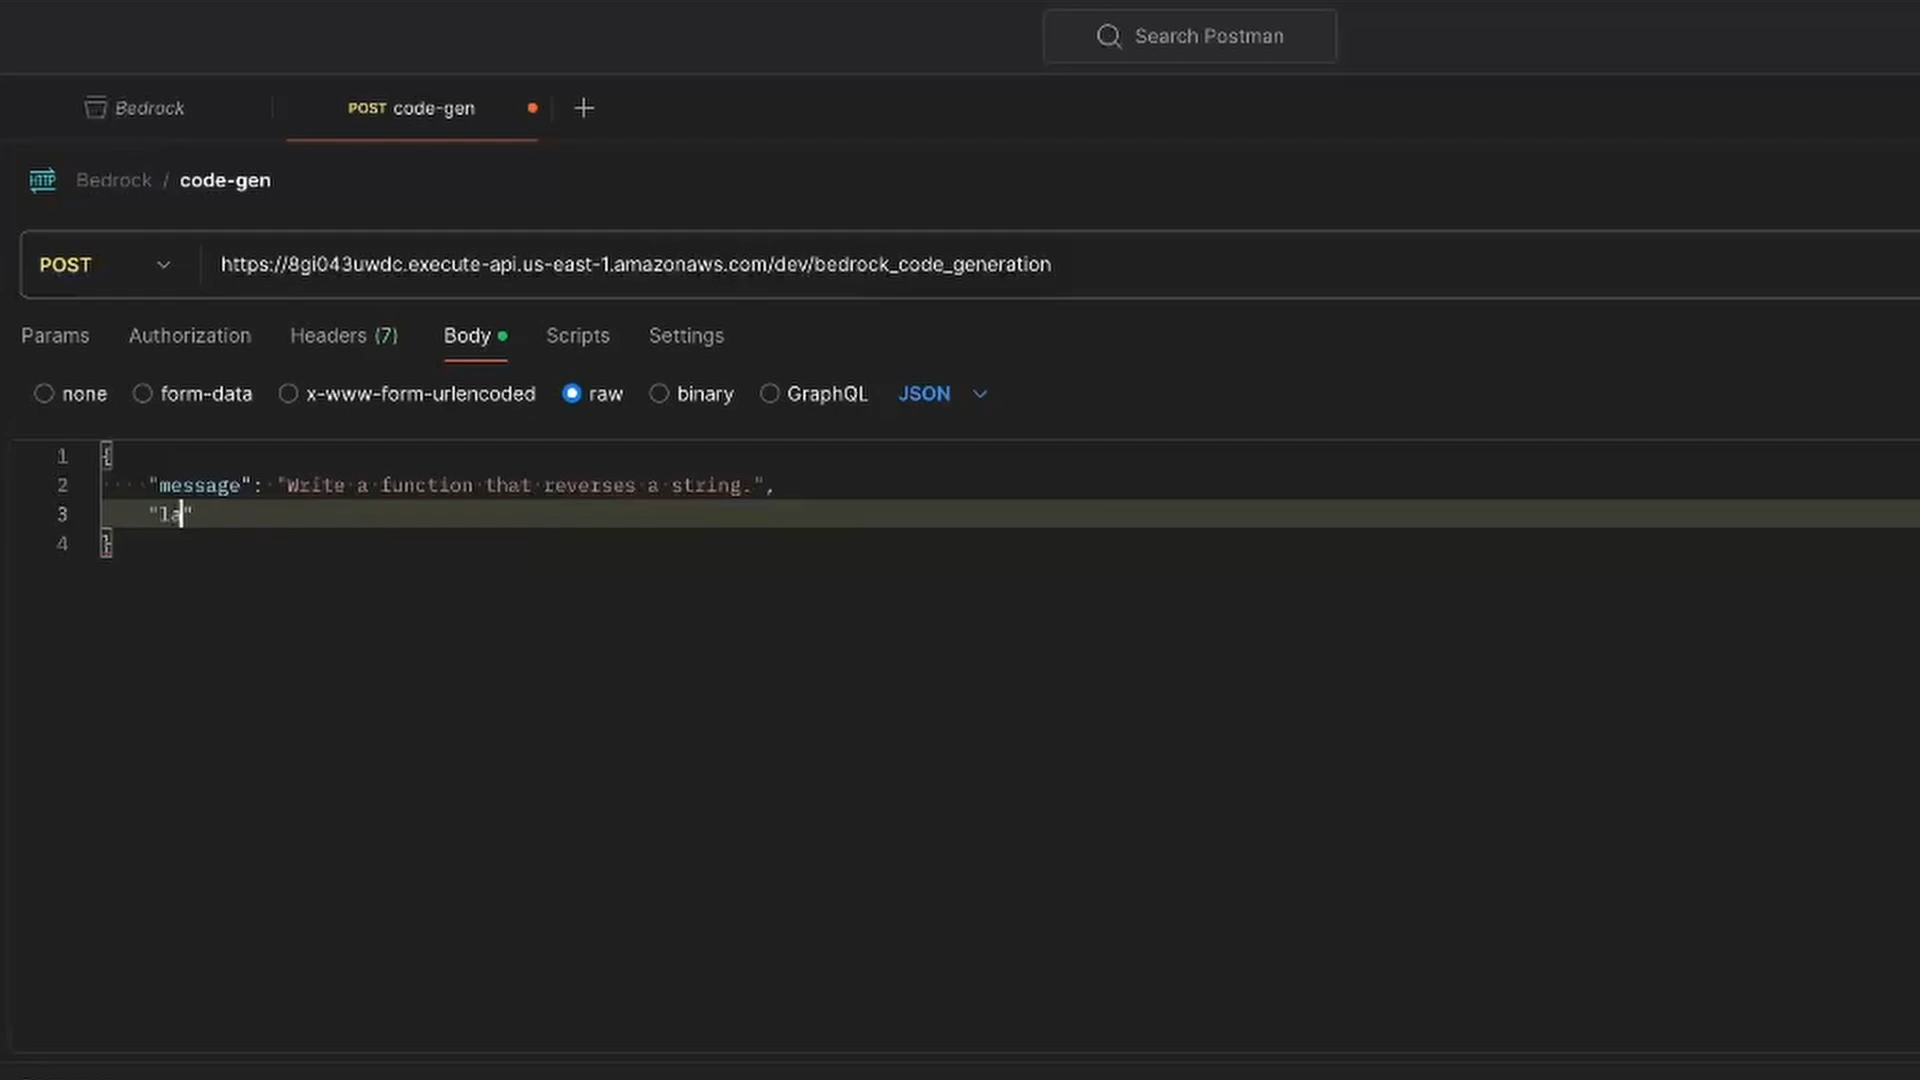 Search Postman
Bedrock
POST code-gen
HTTP Bedrock / code-gen
POST https://8gi043uwdc.execute-api.us-east-1.amazonaws.com/dev/bedrock_code_generation
Params Authorization Headers (7) Body Scripts Settings
none form-data x-www-form-urlencoded raw binary GraphQL JSON
1 {
2 "message": "Write a function that reverses a string.",
3 "la"
4 }